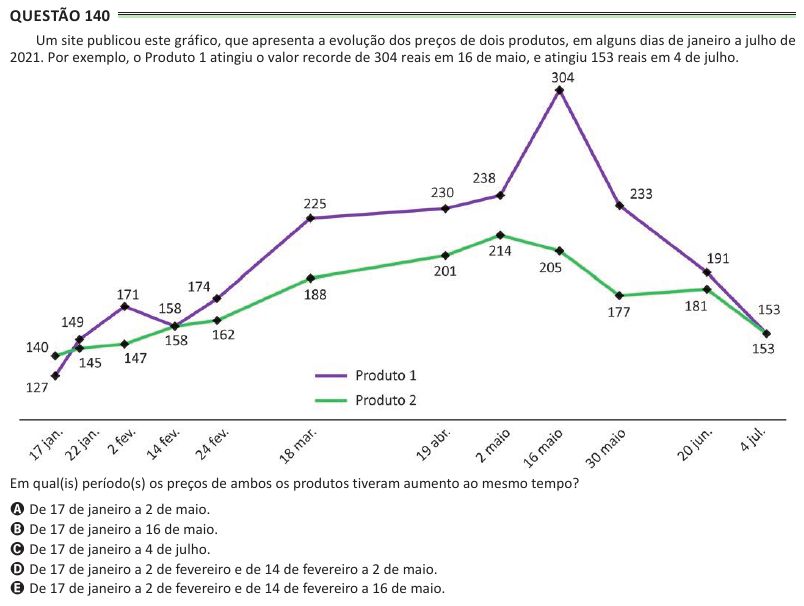 QUESTÃO 140
Um site publicou este gráfico, que apresenta a evolução dos preços de dois produtos, em alguns dias de janeiro a julho de
2021. Por exemplo, o Produto 1 atingiu o valor recorde de 304 reais em 16 de maio, e atingiu 153 reais em 4 de julho.
304
238
233
230
225
214
205
201
191
188
174
171
181
177
158
162
149
153
140
158
153
145
147
127
Produto 1
Produto 2
17 jan.
22 jan.
2 fev.
14 fev.
24 fev.
18 mar.
19 abr.
2 maio
16 maio
30 maio
20 jun.
4 jul.
Em qual(is) período(s) os preços de ambos os produtos tiveram aumento ao mesmo tempo?
A De 17 de janeiro a 2 de maio.
B De 17 de janeiro a 16 de maio.
C De 17 de janeiro a 4 de julho.
D De 17 de janeiro a 2 de fevereiro e de 14 de fevereiro a 2 de maio.
E De 17 de janeiro a 2 de fevereiro e de 14 de fevereiro a 16 de maio.